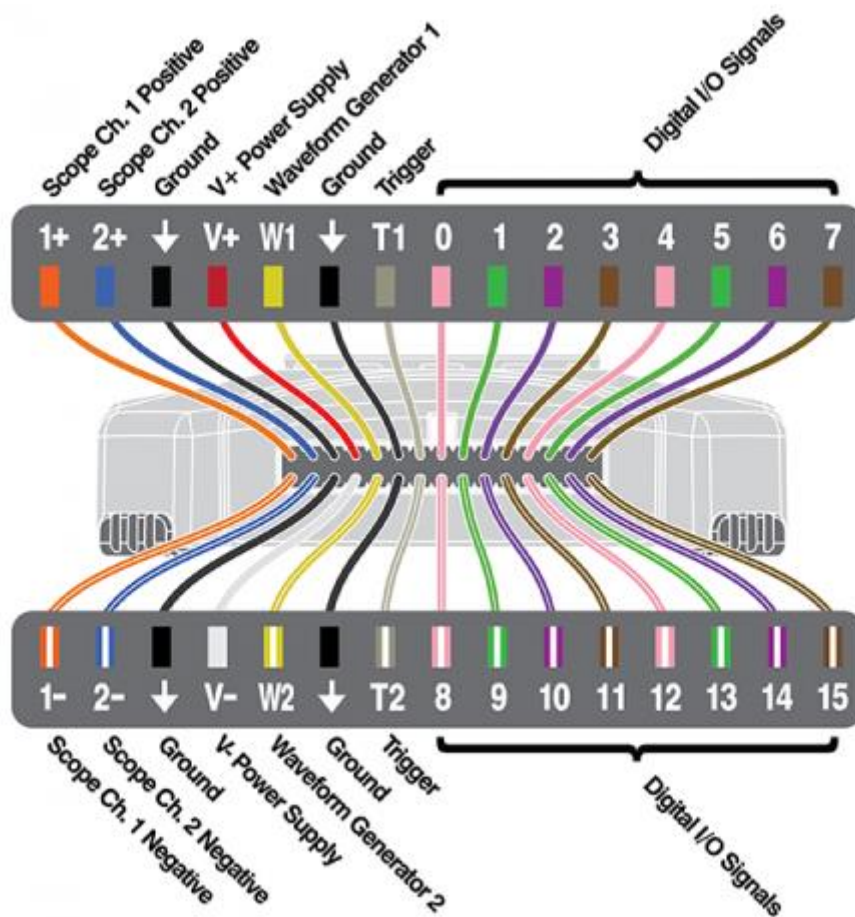 Scope Ch. 1 Positive
Scope Ch. 2 Positive
Ground
V+ Power Supply
Waveform Generator 1
Ground
Trigger
Digital I/O Signals
1+ 2+ ↓ V+ W1 ↓ T1 0 1 2 3 4 5 6 7
1- 2- ↓ V- W2 ↓ T2 8 9 10 11 12 13 14 15
Scope Ch. 1 Negative
Scope Ch. 2 Negative
Ground
V- Power Supply
Waveform Generator 2
Ground
Trigger
Digital I/O Signals